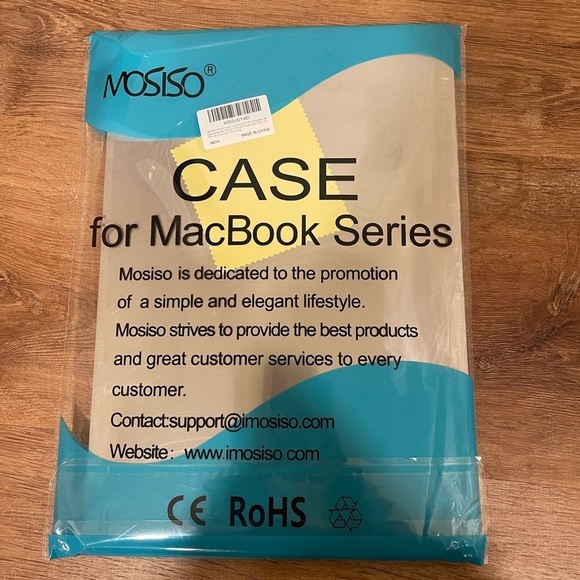 MOSISO®
NEW
MADE IN CHINA
CASE
for MacBook Series
Mosiso is dedicated to the promotion
of a simple and elegant lifestyle.
Mosiso strives to provide the best products
and great customer services to every
customer.
Contact:support@imosiso.com
Website: www.imosiso.com
CE RoHS